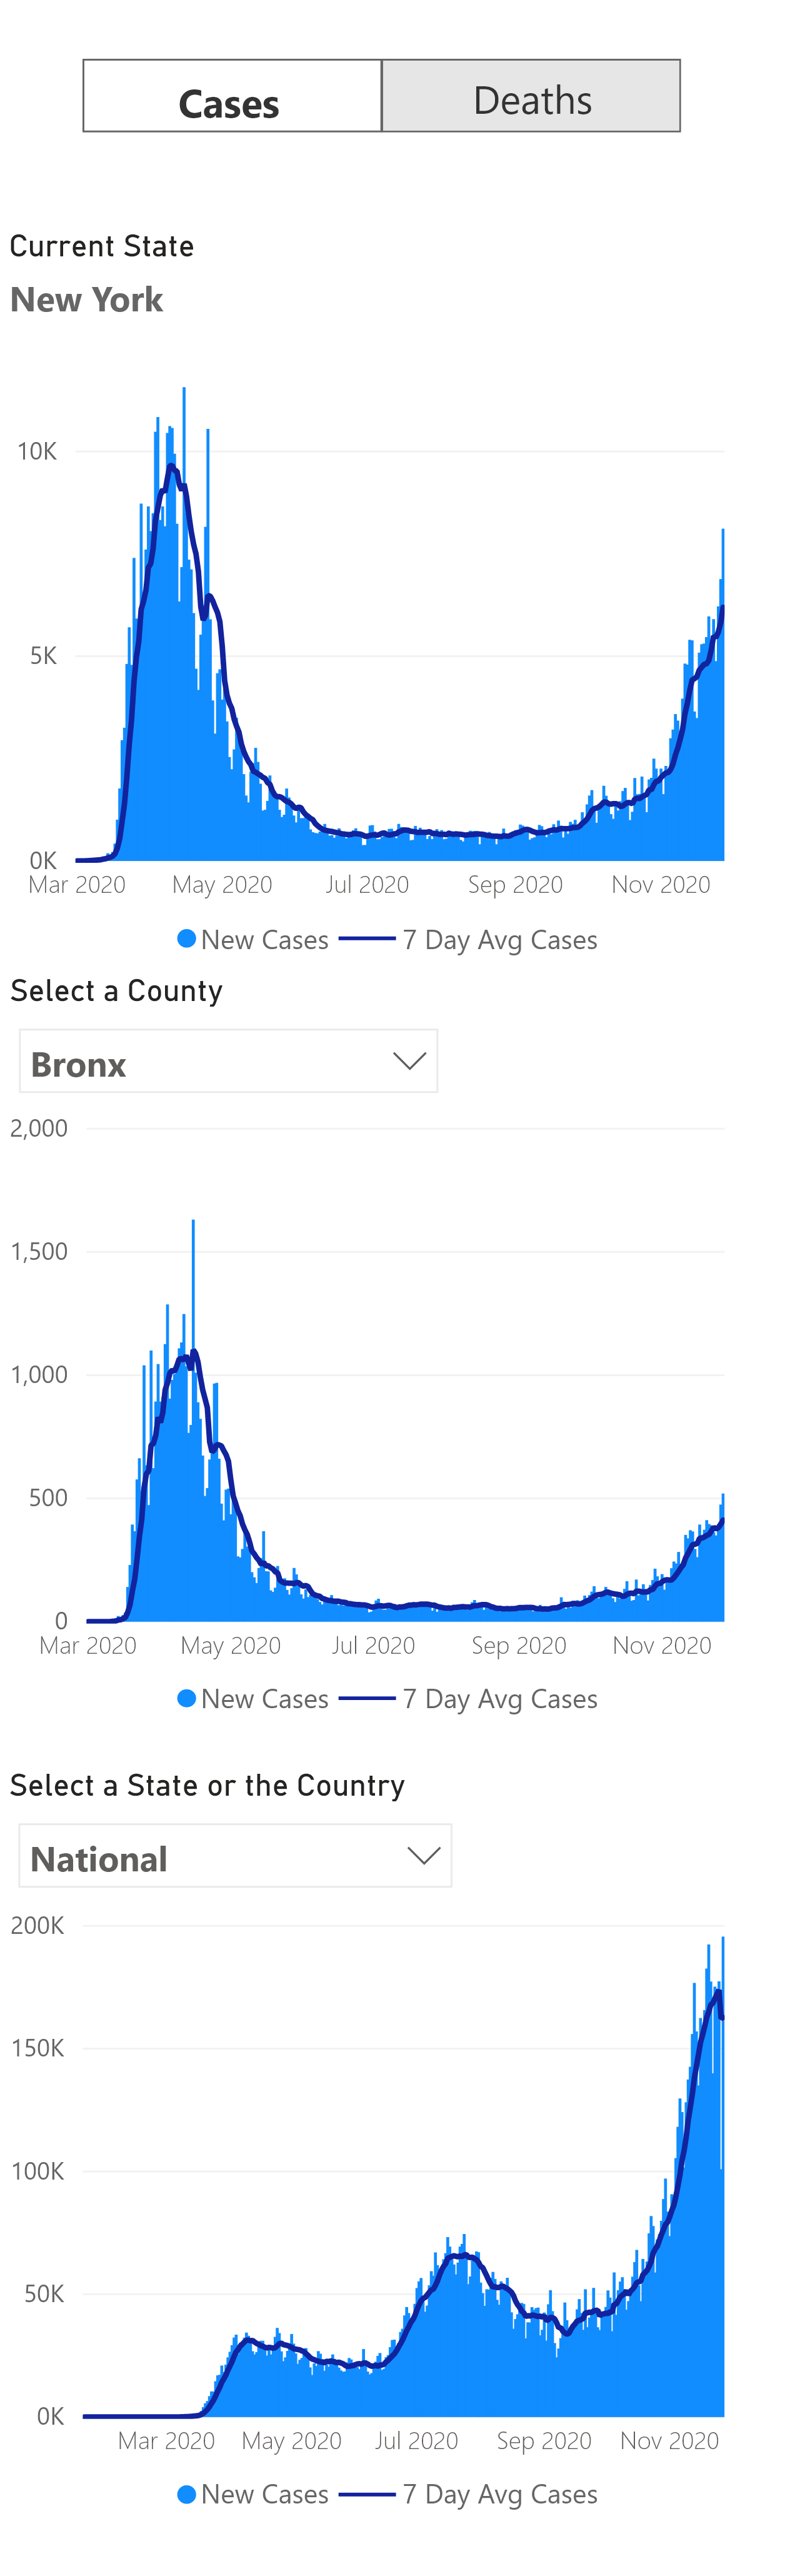 Cases Deaths
Current State
New York
10K
5K
0K
Mar 2020 May 2020 Jul 2020 Sep 2020 Nov 2020
New Cases 7 Day Avg Cases
Select a County
Bronx
2,000
1,500
1,000
500
0
Mar 2020 May 2020 Jul 2020 Sep 2020 Nov 2020
New Cases 7 Day Avg Cases
Select a State or the Country
National
200K
150K
100K
50K
0K
Mar 2020 May 2020 Jul 2020 Sep 2020 Nov 2020
New Cases 7 Day Avg Cases